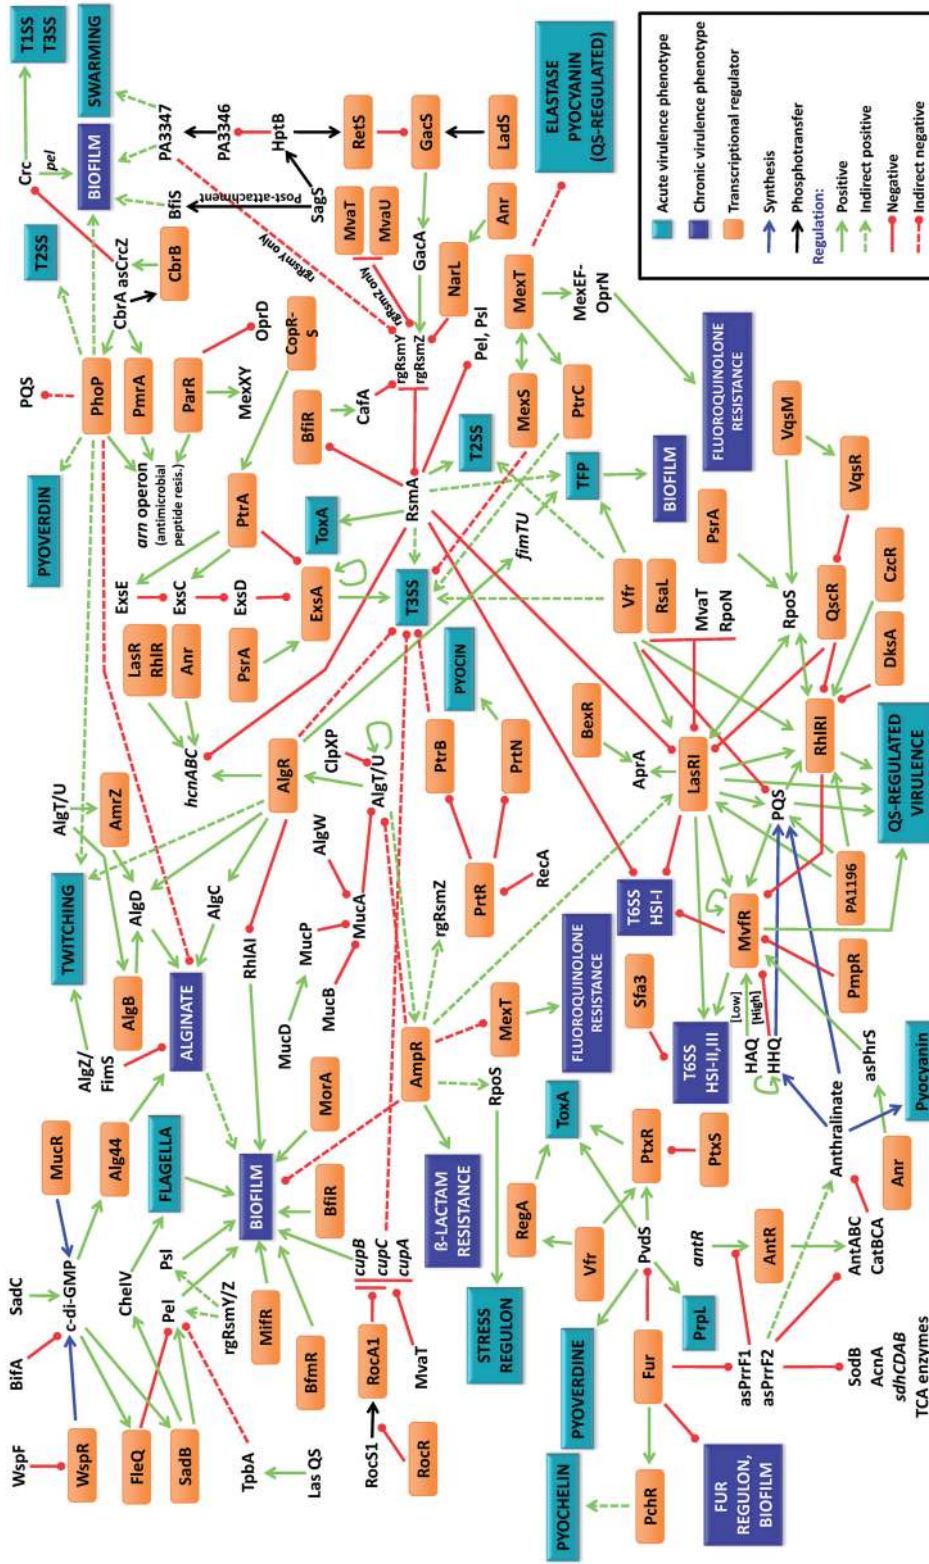 WspF
BifA
SadC
MucR
WspR
c-di-GMP
Alg44
FleQ
SadB
CheIV
FLAGELLA
Pel
Psl
TpbA
Las QS
rgRsmY/Z
MifR
BfmR
BfiR
MorA
BIOFILM
RocS1
RocA1
RocR
MvaT
cupB
cupC
cupA
AlgZ/
FimS
TWITCHING
AlgT/U
AmrZ
AlgB
AlgD
ALGINATE
AlgC
RhlAI
MucD
MucP
AlgW
MucB
MucA
ClpXP
AlgT/U
AlgR
hcnABC
LasR
RhlR
Anr
PsrA
ExsE
ExsC
ExsD
ExsA
PtrA
PYOVERDIN
PQS
PhoP
PmrA
ParR
arn operon
(antimicrobial
peptide resis.)
MexXY
OprD
CopR-
S
T2SS
CbrA
asCrcZ
CbrB
Crc
pel
T1SS
T3SS
BIOFILM
SWARMING
BfiS
Post-attachment
SagS
PA3347
PA3346
HptB
RetS
GacS
LadS
GacA
rgRsmY only
MvaT
MvaU
rgRsmZ only
NarL
Anr
rgRsmY
rgRsmZ
BfiR
CafA
Pel, Psl
RsmA
ToxA
T3SS
T2SS
TFP
fimTU
BIOFILM
MexS
MexT
PtrC
MexEF-
OprN
FLUOROQUINOLONE
RESISTANCE
ELASTASE
PYOCYANIN
(QS-REGULATED)
AmpR
rgRsmZ
MexT
RpoS
ß-LACTAM
RESISTANCE
STRESS
REGULON
FLUOROQUINOLONE
RESISTANCE
PtrB
PrtN
PrtR
RecA
PYOCIN
PYOCHELIN
PYOVERDINE
PchR
Fur
FUR
REGULON,
BIOFILM
PvdS
PrpL
Vfr
RegA
ToxA
PtxR
PtxS
asPrrF1
asPrrF2
antR
AntR
AntABC
CatBCA
SodB
AcnA
sdhCDAB
TCA enzymes
Anthralinate
Anr
asPhrS
Pyocyanin
Sfa3
T6SS
HSI-II,III
T6SS
HSI-I
HAQ
HHQ
[Low]
[High]
MvfR
PmpR
PQS
BexR
AprA
LasRI
Vfr
RsaL
MvaT
RpoN
PsrA
RpoS
VqsM
VqsR
QscR
RhlRI
DksA
CzcR
PA1196
QS-REGULATED
VIRULENCE
Acute virulence phenotype
Chronic virulence phenotype
Transcriptional regulator
Synthesis
Phosphotransfer
Regulation:
Positive
Indirect positive
Negative
Indirect negative